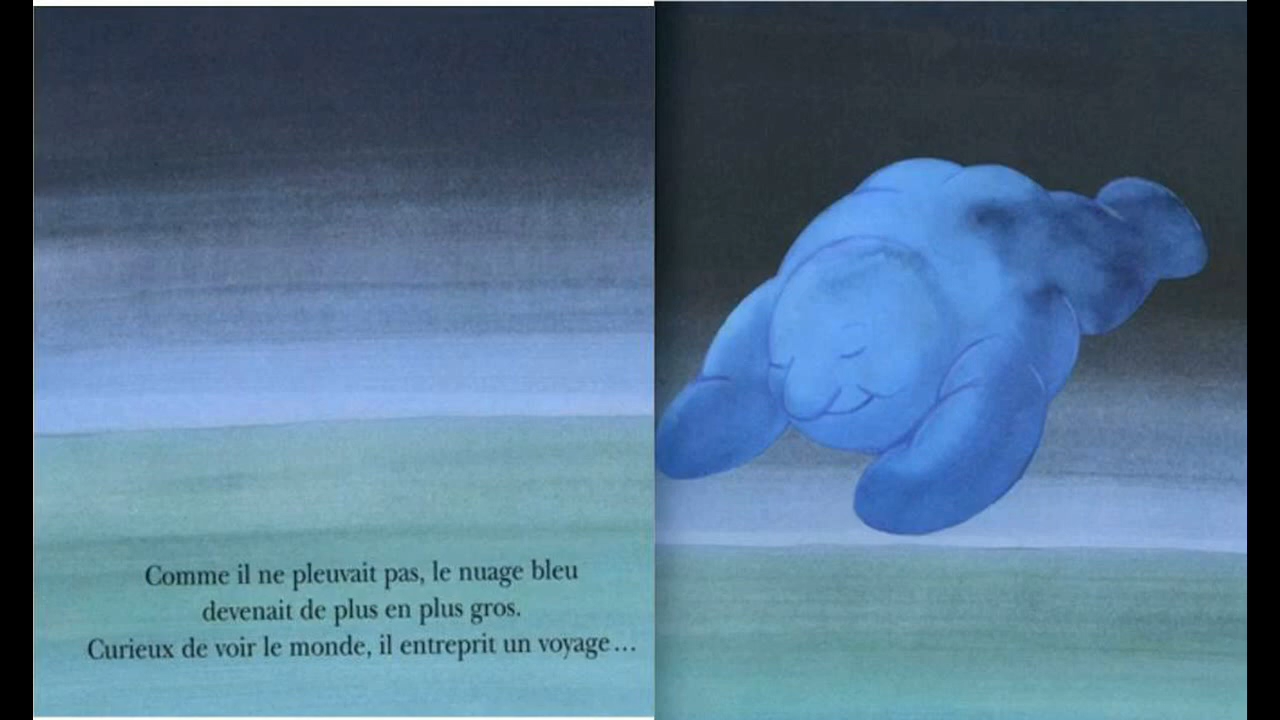 Comme il ne pleuvait pas, le nuage bleu
devenait de plus en plus gros.
Curieux de voir le monde, il entreprit un voyage...